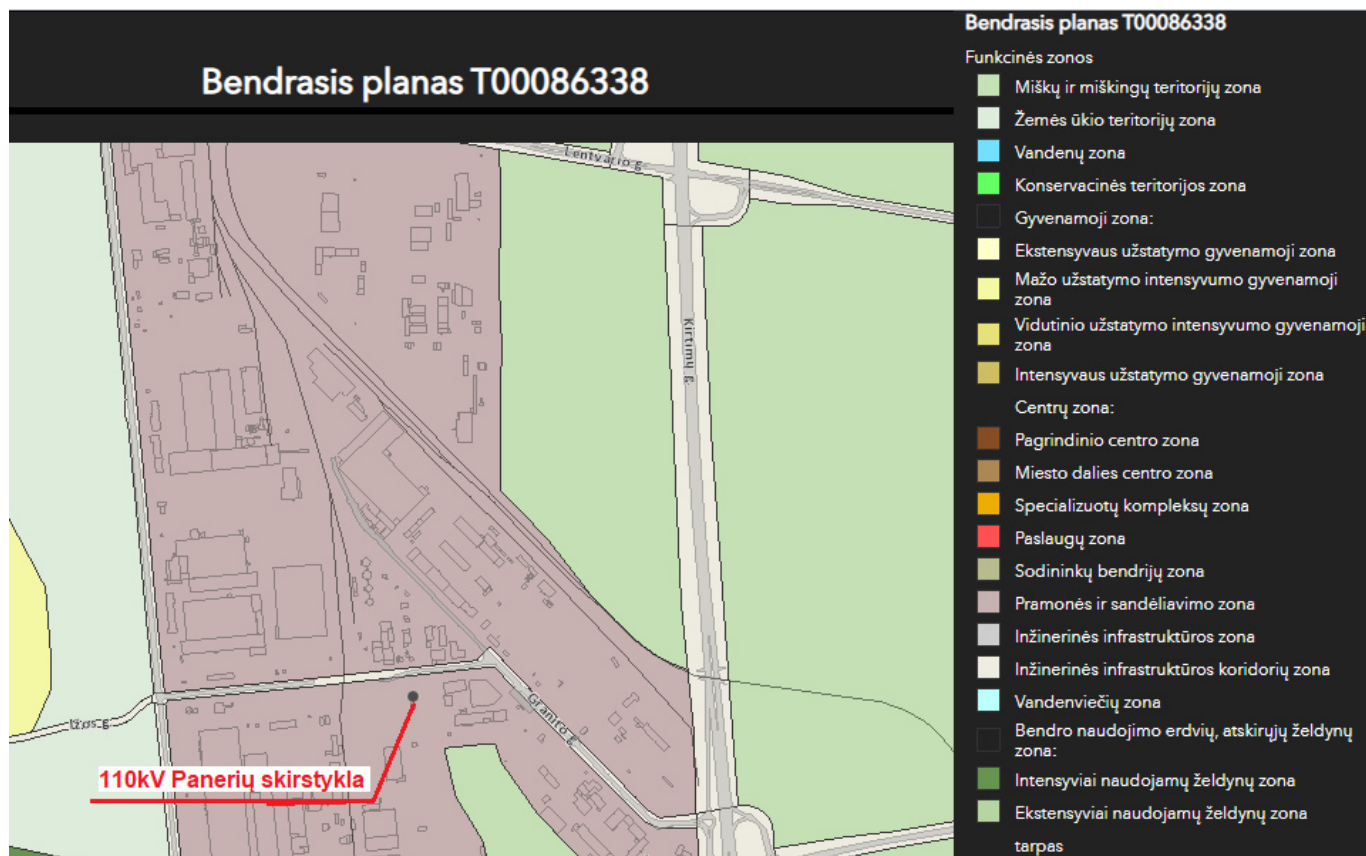 Bendrasis planas T00086338
Lentvario g.
Kirtimų g.
Granito g.
110kV Panerių skirstykla
Bendrasis planas T00086338
Funkcinės zonos
Miškų ir miškingų teritorijų zona
Žemės ūkio teritorijų zona
Vandenų zona
Konservacinės teritorijos zona
Gyvenamoji zona:
Ekstensyvaus užstatymo gyvenamoji zona
Mažo užstatymo intensyvumo gyvenamoji
zona
Vidutinio užstatymo intensyvumo gyvenamoji
zona
Intensyvaus užstatymo gyvenamoji zona
Centrų zona:
Pagrindinio centro zona
Miesto dalies centro zona
Specializuotų kompleksų zona
Paslaugų zona
Sodininkų bendrijų zona
Pramonės ir sandėliavimo zona
Inžinerinės infrastruktūros zona
Inžinerinės infrastruktūros koridorių zona
Vandenviečių zona
Bendro naudojimo erdvių, atskirųjų želdynų
zona:
Intensyviai naudojamų želdynų zona
Ekstensyviai naudojamų želdynų zona
tarpas